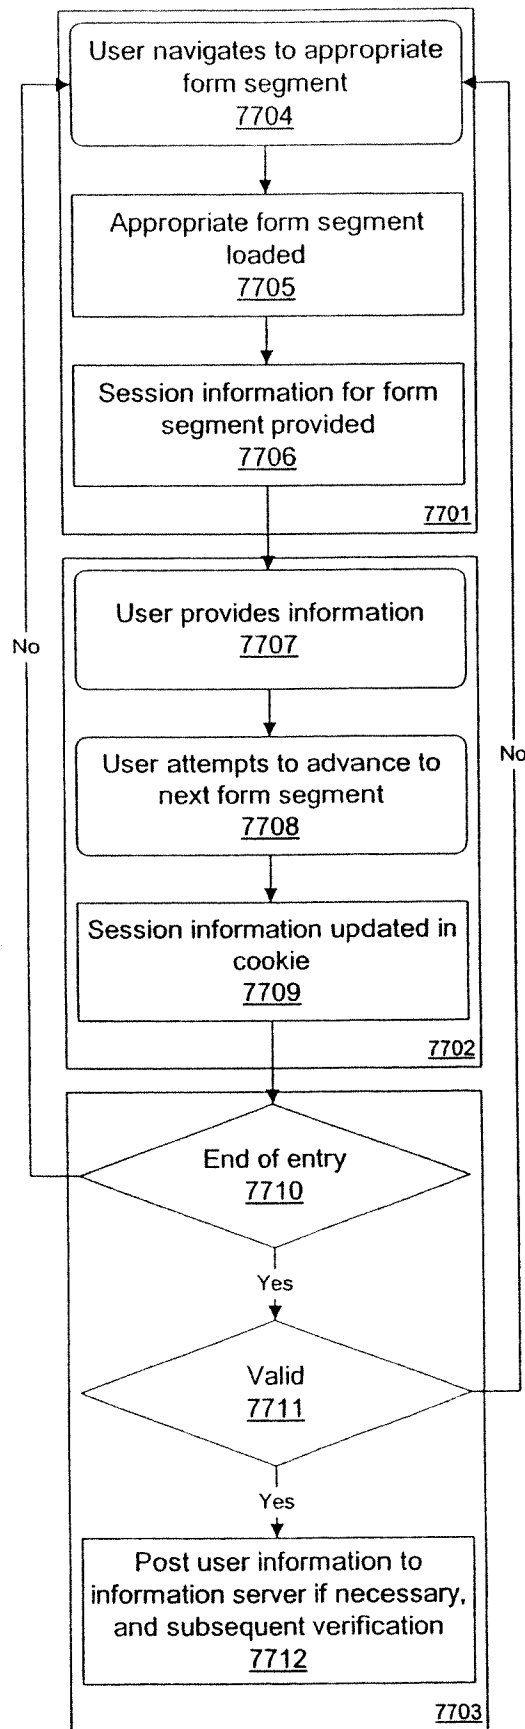 User navigates to appropriate
form segment
7704
Appropriate form segment
loaded
7705
Session information for form
segment provided
7706
7701
User provides information
7707
No
User attempts to advance to
next form segment
7708
No
Session information updated in
cookie
7709
7702
End of entry
7710
Yes
Valid
7711
Yes
Post user information to
information server if necessary,
and subsequent verification
7712
7703